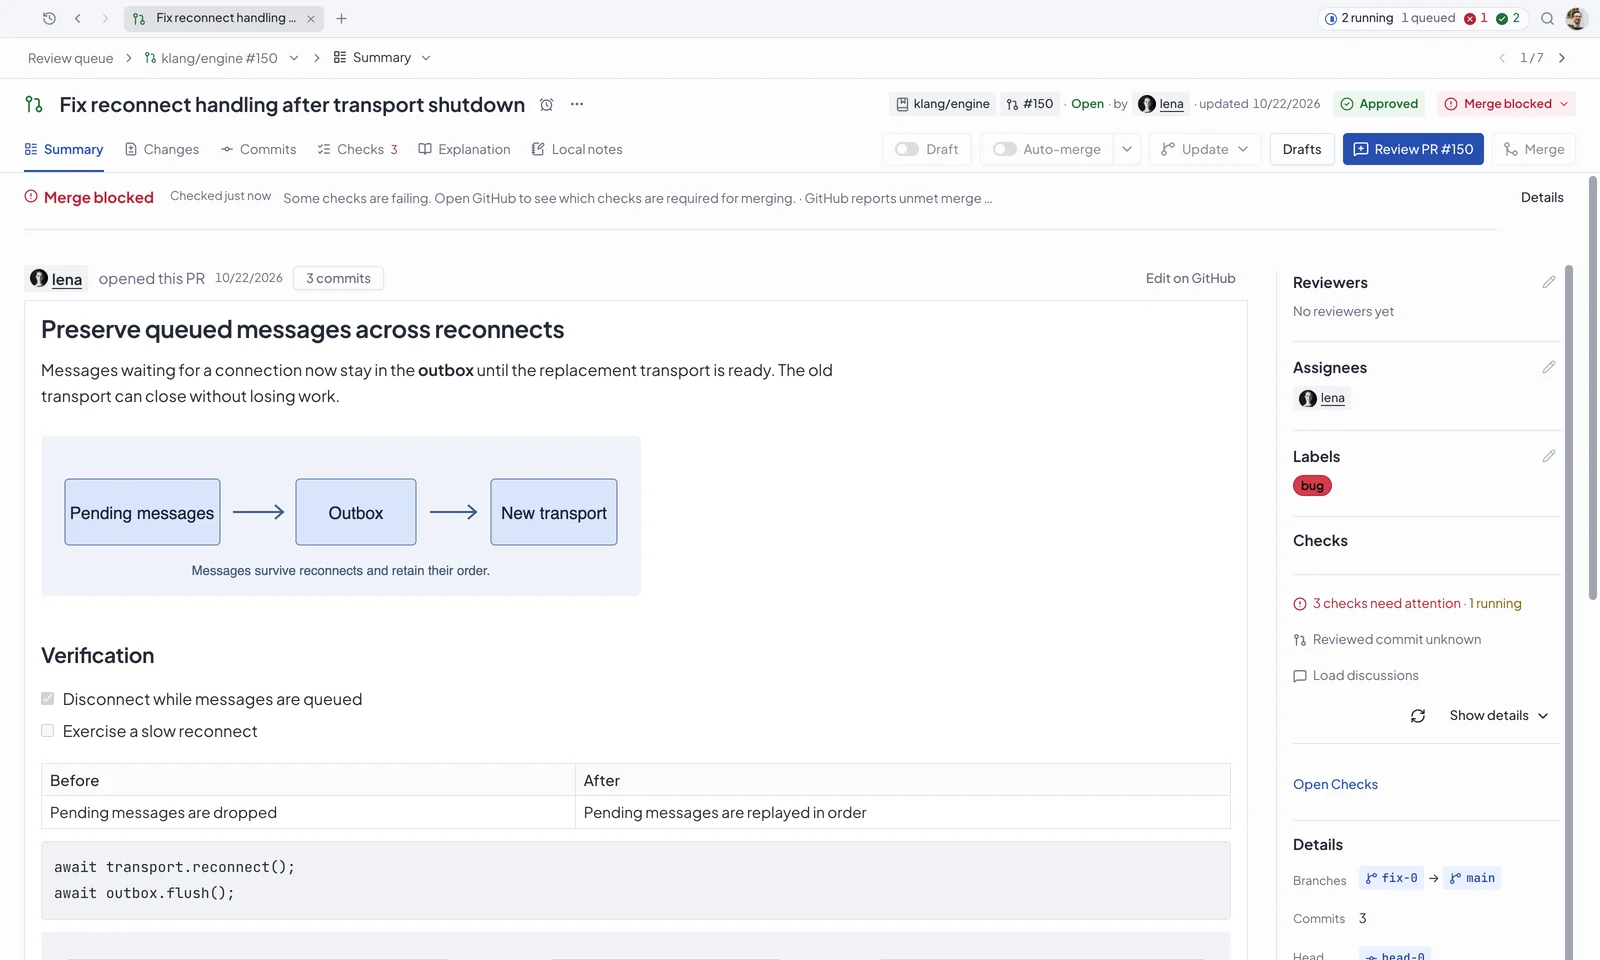 Fix reconnect handling ...
2 running 1 queued 1 2
Review queue klang/engine #150 Summary
1/7
Fix reconnect handling after transport shutdown
klang/engine #150 · Open · by lena · updated 10/22/2026 Approved Merge blocked
Summary Changes Commits Checks 3 Explanation Local notes
Draft Auto-merge Update Drafts Review PR #150 Merge
Merge blocked Checked just now Some checks are failing. Open GitHub to see which checks are required for merging. · GitHub reports unmet merge ...
Details
lena opened this PR 10/22/2026 3 commits
Edit on GitHub
Preserve queued messages across reconnects
Messages waiting for a connection now stay in the outbox until the replacement transport is ready. The old
transport can close without losing work.
Pending messages Outbox New transport
Messages survive reconnects and retain their order.
Verification
Disconnect while messages are queued
Exercise a slow reconnect
Before After
Pending messages are dropped Pending messages are replayed in order
await transport.reconnect();
await outbox.flush();
Reviewers
No reviewers yet
Assignees
lena
Labels
bug
Checks
3 checks need attention · 1 running
Reviewed commit unknown
Load discussions
Show details
Open Checks
Details
Branches fix-0 → main
Commits 3
Head head-0